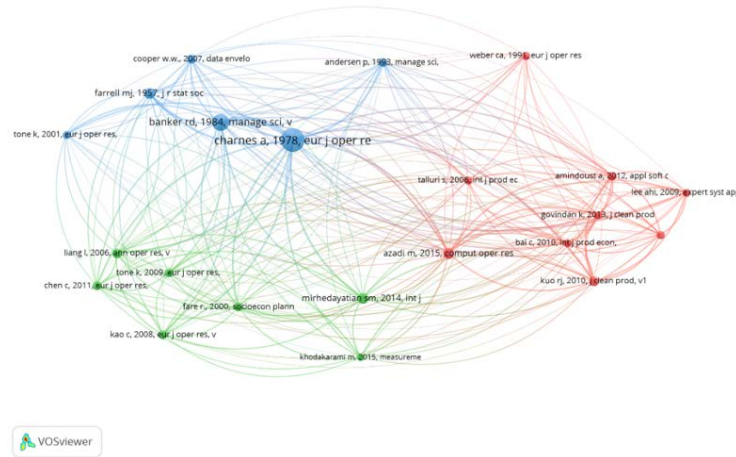 cooper w.w., 2007, data envelo
andersen p, 1993, manage sci,
weber ca, 1991, eur j oper res
farrell mj, 1957, j r stat soc
banker rd, 1984, manage sci, v
tone k, 2001, eur j oper res,
charnes a, 1978, eur j oper re
talluri s, 2006, int j prod ec
amindoust a, 2012, appl soft c
lee ahi, 2009, expert syst app
govindan k, 2013, j clean prod
bai c, 2010, int j prod econ,
liang l, 2006, ann oper res, v
azadi m, 2015, comput oper res
tone k, 2009, eur j oper res,
chen c, 2011, eur j oper res,
kuo rj, 2010, j clean prod, v1
mirhedayatian sm, 2014, int j
fare r., 2000, socioecon plann
kao c, 2008, eur j oper res, v
khodakarami m, 2015, measureme
VOSviewer